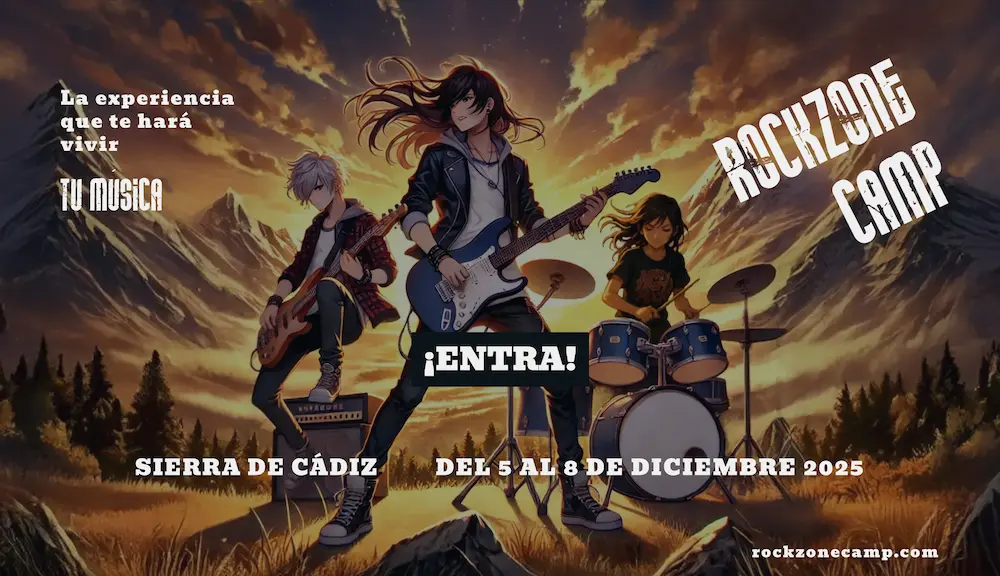 La experiencia
que te hará
vivir
TU MÚSICA
ROCKZONE
CAMP
¡ENTRA!
SIERRA DE CÁDIZ
DEL 5 AL 8 DE DICIEMBRE 2025
rockzonecamp.com